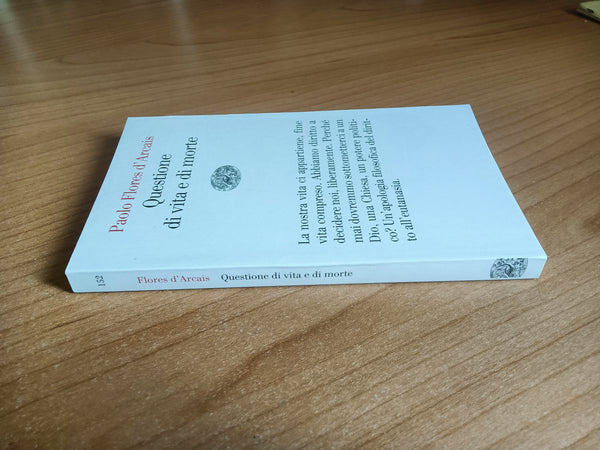 Paolo Flores d'Arcais
Questione
di vita e di morte
La nostra vita ci appartiene, fine
vita compreso. Abbiamo diritto a
decidere noi, liberamente. Perché
mai dovremmo sottometterci a un
Dio, una Chiesa, un potere politi-
co? Un'apologia filosofica del dirit-
to all'eutanasia.
152 Flores d'Arcais Questione di vita e di morte